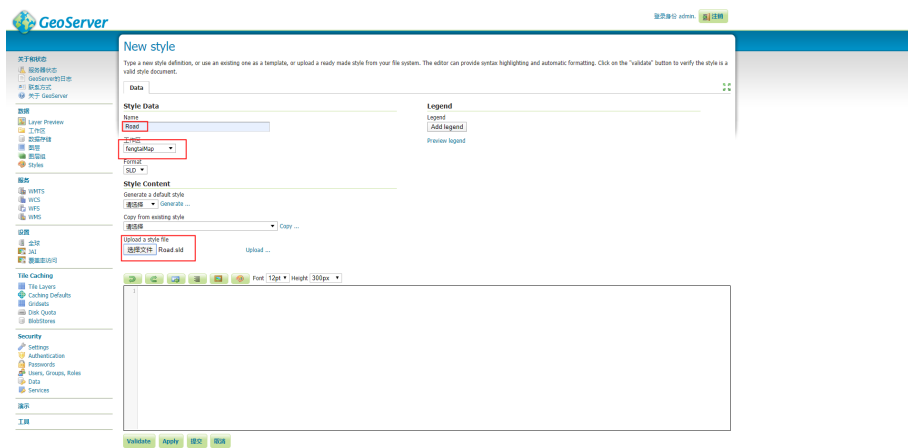 GeoServer
登录身份 admin.
注销
关于和状态
服务器状态
GeoServer的日志
联系方式
关于 GeoServer
数据
Layer Preview
工作区
数据存储
图层
图层组
Styles
服务
WMTS
WCS
WFS
WMS
设置
全球
JAI
覆盖率访问
Tile Caching
Tile Layers
Caching Defaults
Gridsets
Disk Quota
BlobStores
Security
Settings
Authentication
Passwords
Users, Groups, Roles
Data
Services
演示
工具
New style
Type a new style definition, or use an existing one as a template, or upload a ready made style from your file system. The editor can provide syntax highlighting and automatic formatting. Click on the "validate" button to verify the style is a
valid style document.
Data
Style Data
Name
Road
工作区
fengtaiMap
Format
SLD
Style Content
Generate a default style
请选择 Generate ...
Copy from existing style
请选择 Copy ...
Upload a style file
选择文件 Road.sld Upload ...
Legend
Legend
Add legend
Preview legend
Font 12pt Height 300px
1
Validate Apply 提交 取消